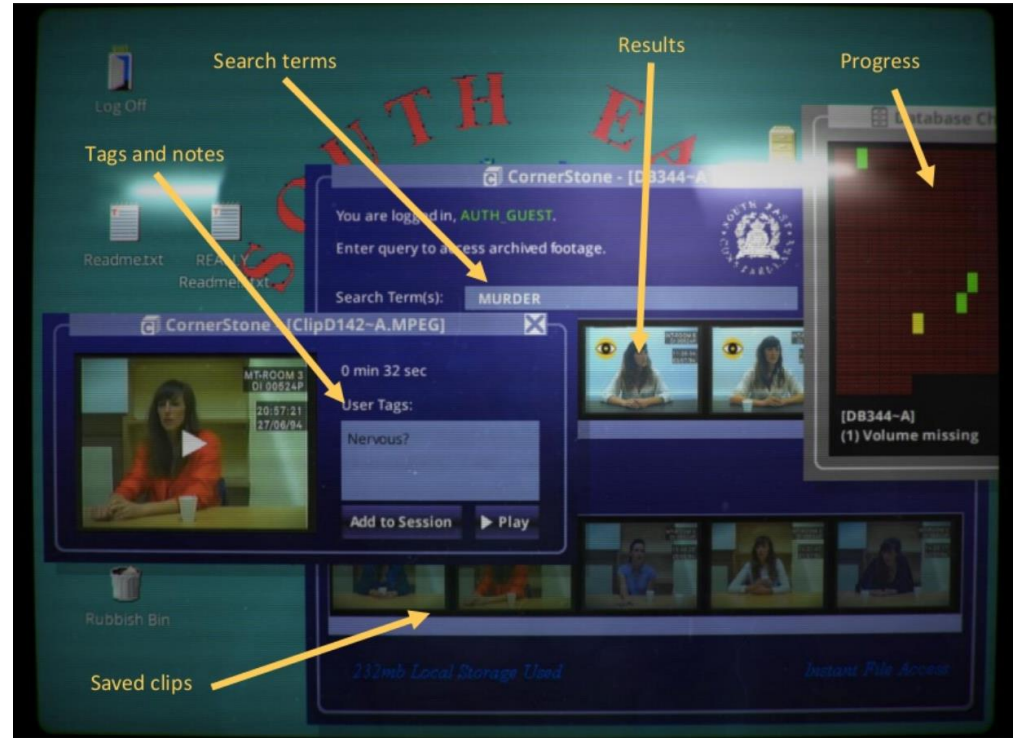 Search terms
Results
Progress
Log Off
SOUTH EA
Database Ch
Tags and notes
CornerStone - [DB344~A
You are logged in, AUTH_GUEST.
Enter query to access archived footage.
SOUTH EAST
Readme.txt
REALLY
Readme!.txt
Search Term(s):
MURDER
CornerStone - [ClipD142~A.MPEG]
MT-ROOM 3
DI 00524P
20:57:21
27/06/94
0 min 32 sec
User Tags:
Nervous?
[DB344~A]
(1) Volume missing
Add to Session
Play
Rubbish Bin
Saved clips
232mb Local Storage Used
Instant File Access